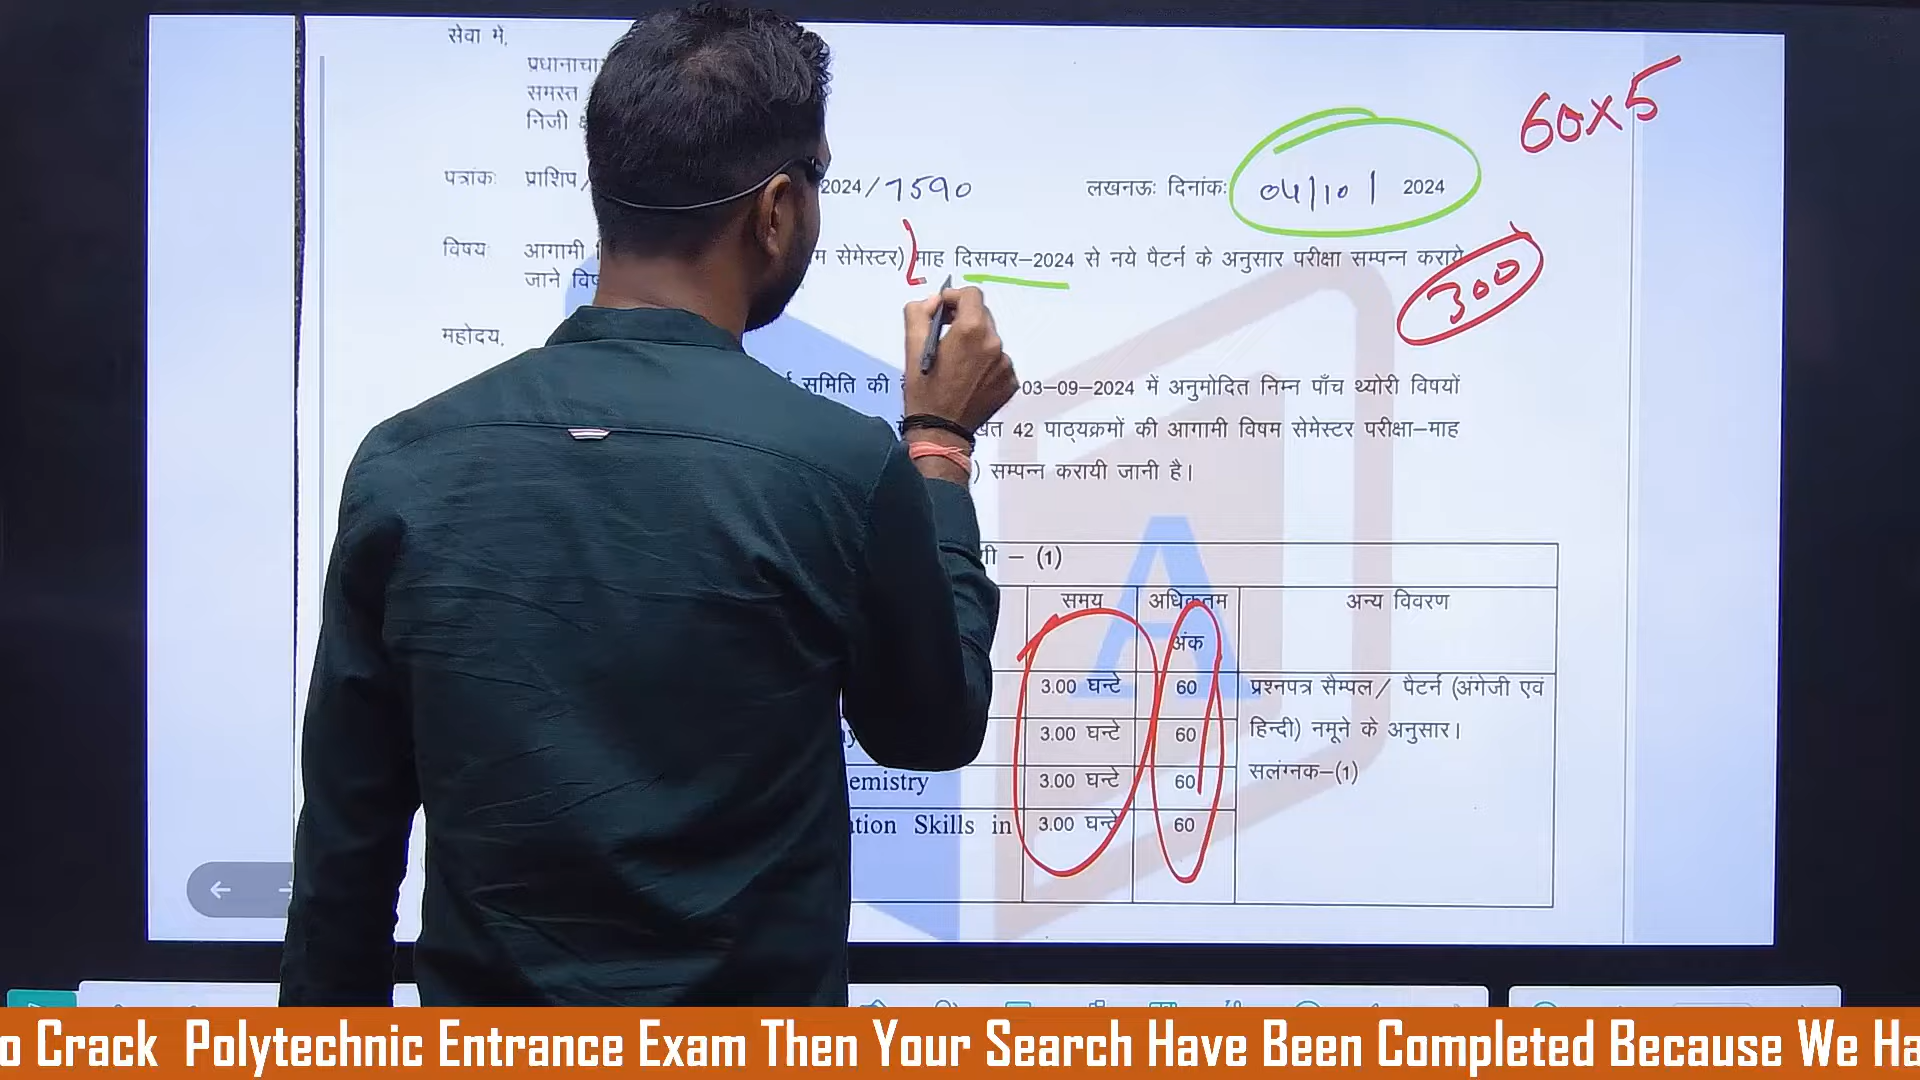 सेवा में,
समस्त
निजी
60x5
पत्रांकः प्राशिप/ 2024/1590 लखनऊः दिनांकः 04/10/ 2024
विषयः आगामी सेमेस्टर) माह दिसम्बर–2024 से नये पैटर्न के अनुसार परीक्षा सम्पन्न कराये
जाने
300
महोदय,
समिति की 03–09–2024 में अनुमोदित निम्न पाँच थ्योरी विषयों
42 पाठ्यक्रमों की आगामी विषम सेमेस्टर परीक्षा–माह
) सम्पन्न करायी जानी है।
– (1)
समय अधिकतम अंक अन्य विवरण
3.00 घन्टे 60 प्रश्नपत्र सैम्पल/ पैटर्न (अंगेजी एवं
3.00 घन्टे 60 हिन्दी) नमूने के अनुसार।
3.00 घन्टे 60 सलंग्नक–(1)
Skills in 3.00 घन्टे 60
A
o Crack Polytechnic Entrance Exam Then Your Search Have Been Completed Because We Ha